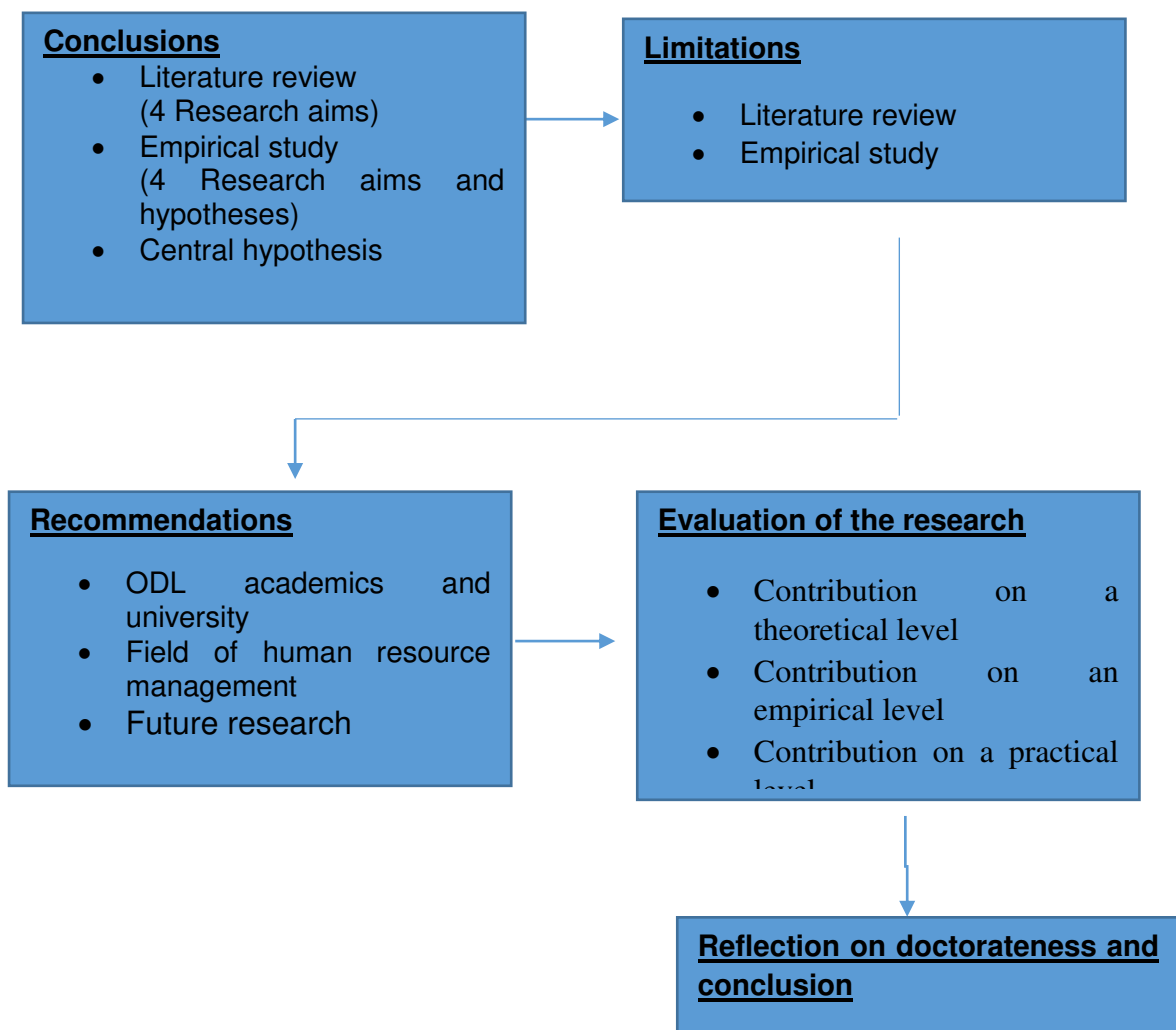 Conclusions
• Literature review
(4 Research aims)
• Empirical study
(4 Research aims and
hypotheses)
• Central hypothesis
Limitations
• Literature review
• Empirical study
Recommendations
• ODL academics and
university
• Field of human resource
management
• Future research
Evaluation of the research
• Contribution on a
theoretical level
• Contribution on an
empirical level
• Contribution on a practical
level
Reflection on doctorateness and
conclusion